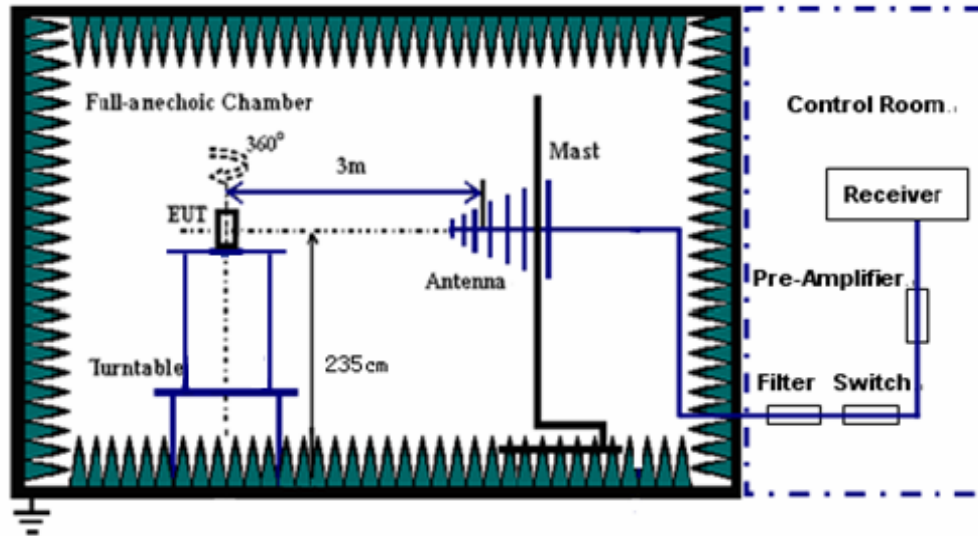 Full-anechoic Chamber
360°
3m
EUT
Mast
Antenna
Turntable
235cm
Control Room
Receiver
Pre-Amplifier
Filter
Switch